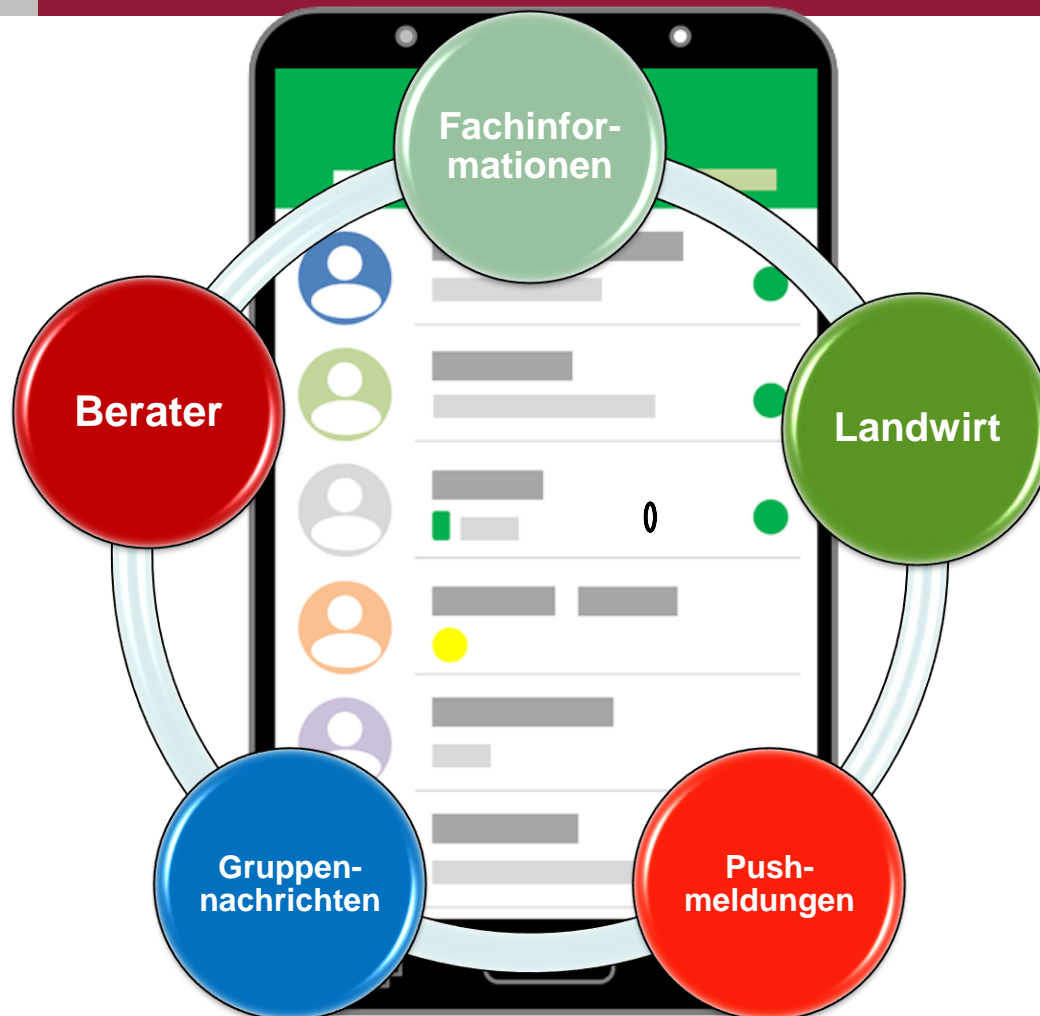 Fachinfor-
mationen
Berater
Landwirt
Gruppen-
nachrichten
Push-
meldungen